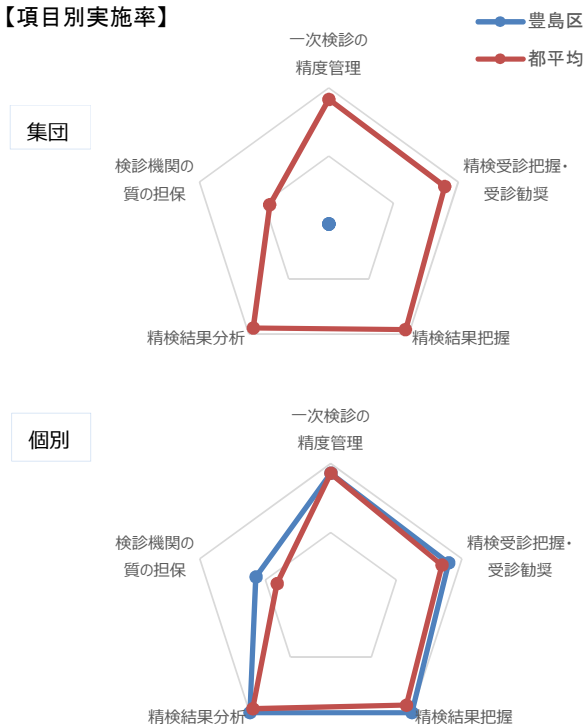 【項目別実施率】
豊島区
都平均
集団
一次検診の
精度管理
精検受診把握・
受診勧奨
精検結果把握
精検結果分析
検診機関の
質の担保
個別
一次検診の
精度管理
精検受診把握・
受診勧奨
精検結果把握
精検結果分析
検診機関の
質の担保